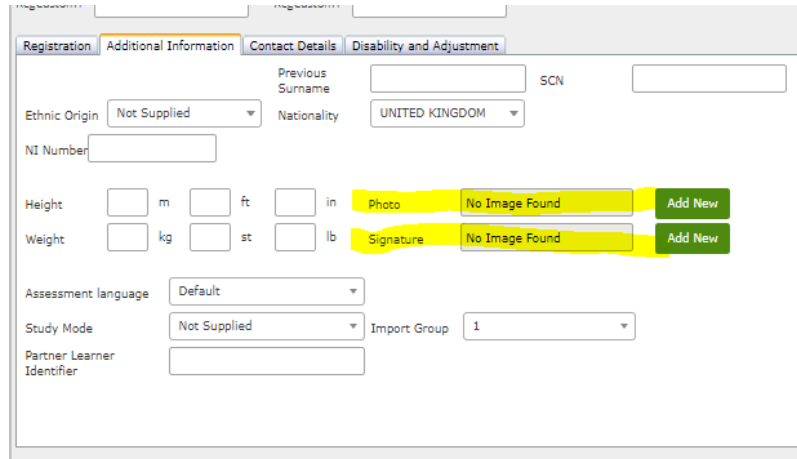 Registration Additional Information Contact Details Disability and Adjustment
Previous
Surname
SCN
Ethnic Origin Not Supplied Nationality UNITED KINGDOM
NI Number
Height m ft in Photo No Image Found Add New
Weight kg st lb Signature No Image Found Add New
Assessment language Default
Study Mode Not Supplied Import Group 1
Partner Learner
Identifier